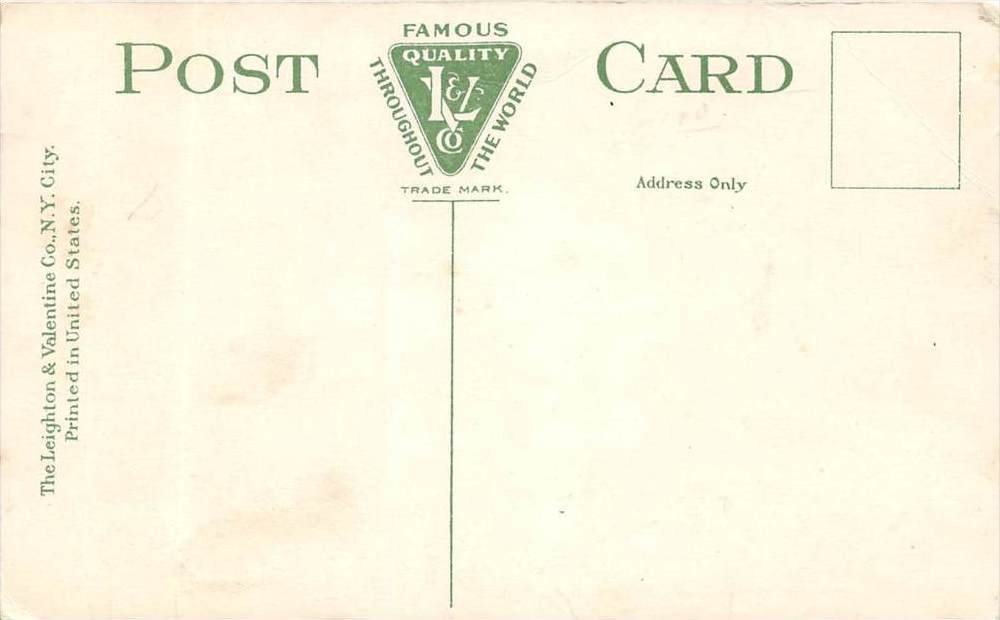 POST CARD
FAMOUS
QUALITY
THROUGHOUT
THE WORLD
L&V
Co
TRADE MARK.
Address Only
The Leighton & Valentine Co., N.Y. City.
Printed in United States.